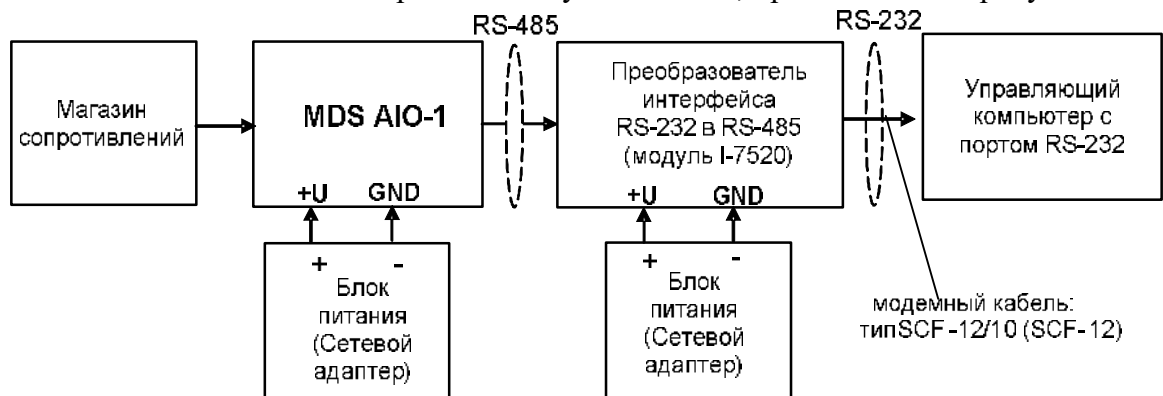 RS-485
RS-232
Магазин
сопротивлений
MDS AIO-1
+U GND
Преобразователь
интерфейса
RS-232 в RS-485
(модуль I-7520)
+U GND
Управляющий
компьютер с
портом RS-232
+ -
Блок
питания
(Сетевой
адаптер)
+ -
Блок
питания
(Сетевой
адаптер)
модемный кабель:
типSCF-12/10 (SCF-12)